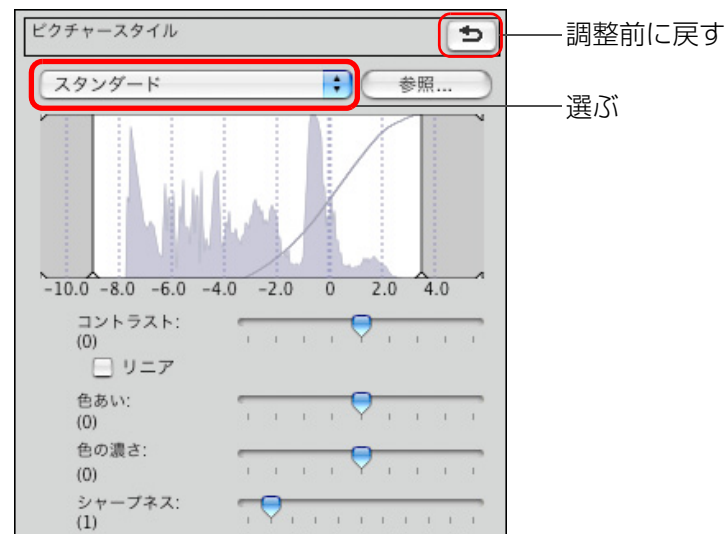 ピクチャースタイル
調整前に戻す
スタンダード
参照...
選ぶ
-10.0 -8.0 -6.0 -4.0 -2.0 0 2.0 4.0
コントラスト:
(0)
リニア
色あい:
(0)
色の濃さ:
(0)
シャープネス:
(1)